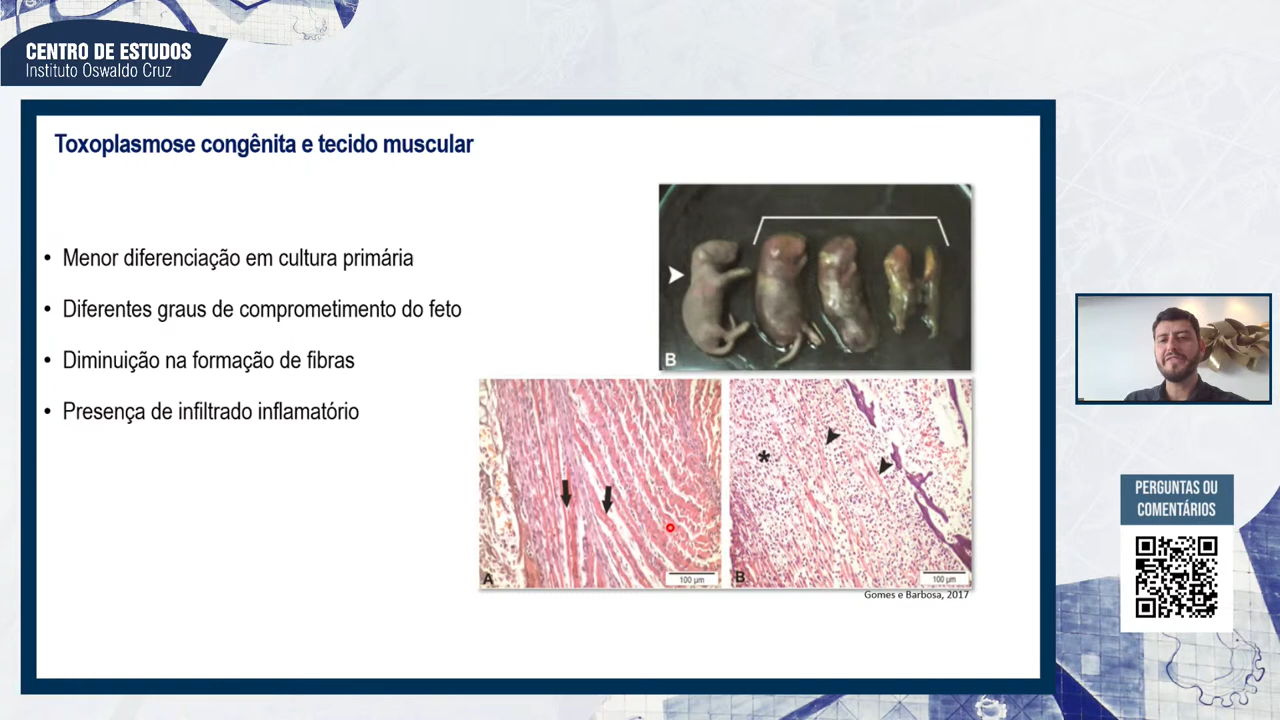 CENTRO DE ESTUDOS
Instituto Oswaldo Cruz
Toxoplasmose congênita e tecido muscular
• Menor diferenciação em cultura primária
• Diferentes graus de comprometimento do feto
• Diminuição na formação de fibras
• Presença de infiltrado inflamatório
B
*
A
100 µm
B
100 µm
Gomes e Barbosa, 2017
PERGUNTAS OU
COMENTÁRIOS